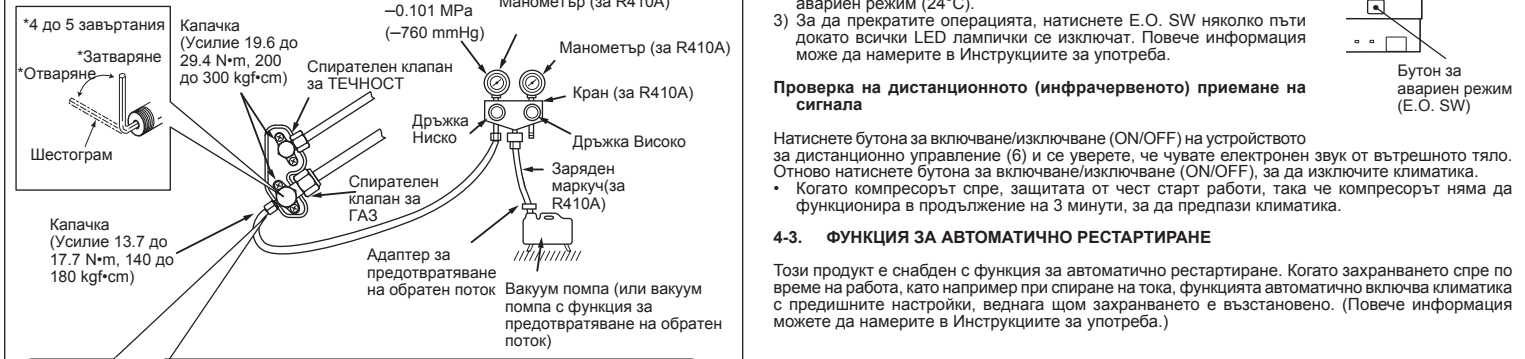 *4 до 5 завъртания
*Затваряне
*Отваряне
Шестограм
Капачка
(Усилие 19.6 до
29.4 N•m, 200
до 300 kgf•cm)
–0.101 MPa
(–760 mmHg)
Манометър (за R410A)
Манометър (за R410A)
Спирателен клапан
за ТЕЧНОСТ
Кран (за R410A)
Дръжка
Ниско
Дръжка Високо
Заряден
маркуч(за
R410A)
Спирателен
клапан за
ГАЗ
Капачка
(Усилие 13.7 до
17.7 N•m, 140 до
180 kgf•cm)
Адаптер за
предотвратяване
на обратен поток
Вакуум помпа (или вакуум
помпа с функция за
предотвратяване на обратен
поток)
авариен режим (24°C).
3) За да прекратите операцията, натиснете E.O. SW няколко пъти
докато всички LED лампички се изключат. Повече информация
може да намерите в Инструкциите за употреба.
Бутон за
авариен режим
(E.O. SW)
Проверка на дистанционното (инфрачервеното) приемане на
сигнала
Натиснете бутона за включване/изключване (ON/OFF) на устройството
за дистанционно управление (6) и се уверете, че чувате електронен звук от вътрешното тяло.
Отново натиснете бутона за включване/изключване (ON/OFF), за да изключите климатика.
• Когато компресорът спре, защитата от чест старт работи, така че компресорът няма да
функционира в продължение на 3 минути, за да предпази климатика.
4-3. ФУНКЦИЯ ЗА АВТОМАТИЧНО РЕСТАРТИРАНЕ
Този продукт е снабден с функция за автоматично рестартиране. Когато захранването спре по
време на работа, като например при спиране на тока, функцията автоматично включва климатика
с предишните настройки, веднага щом захранването е възстановено. (Повече информация
можете да намерите в Инструкциите за употреба.)